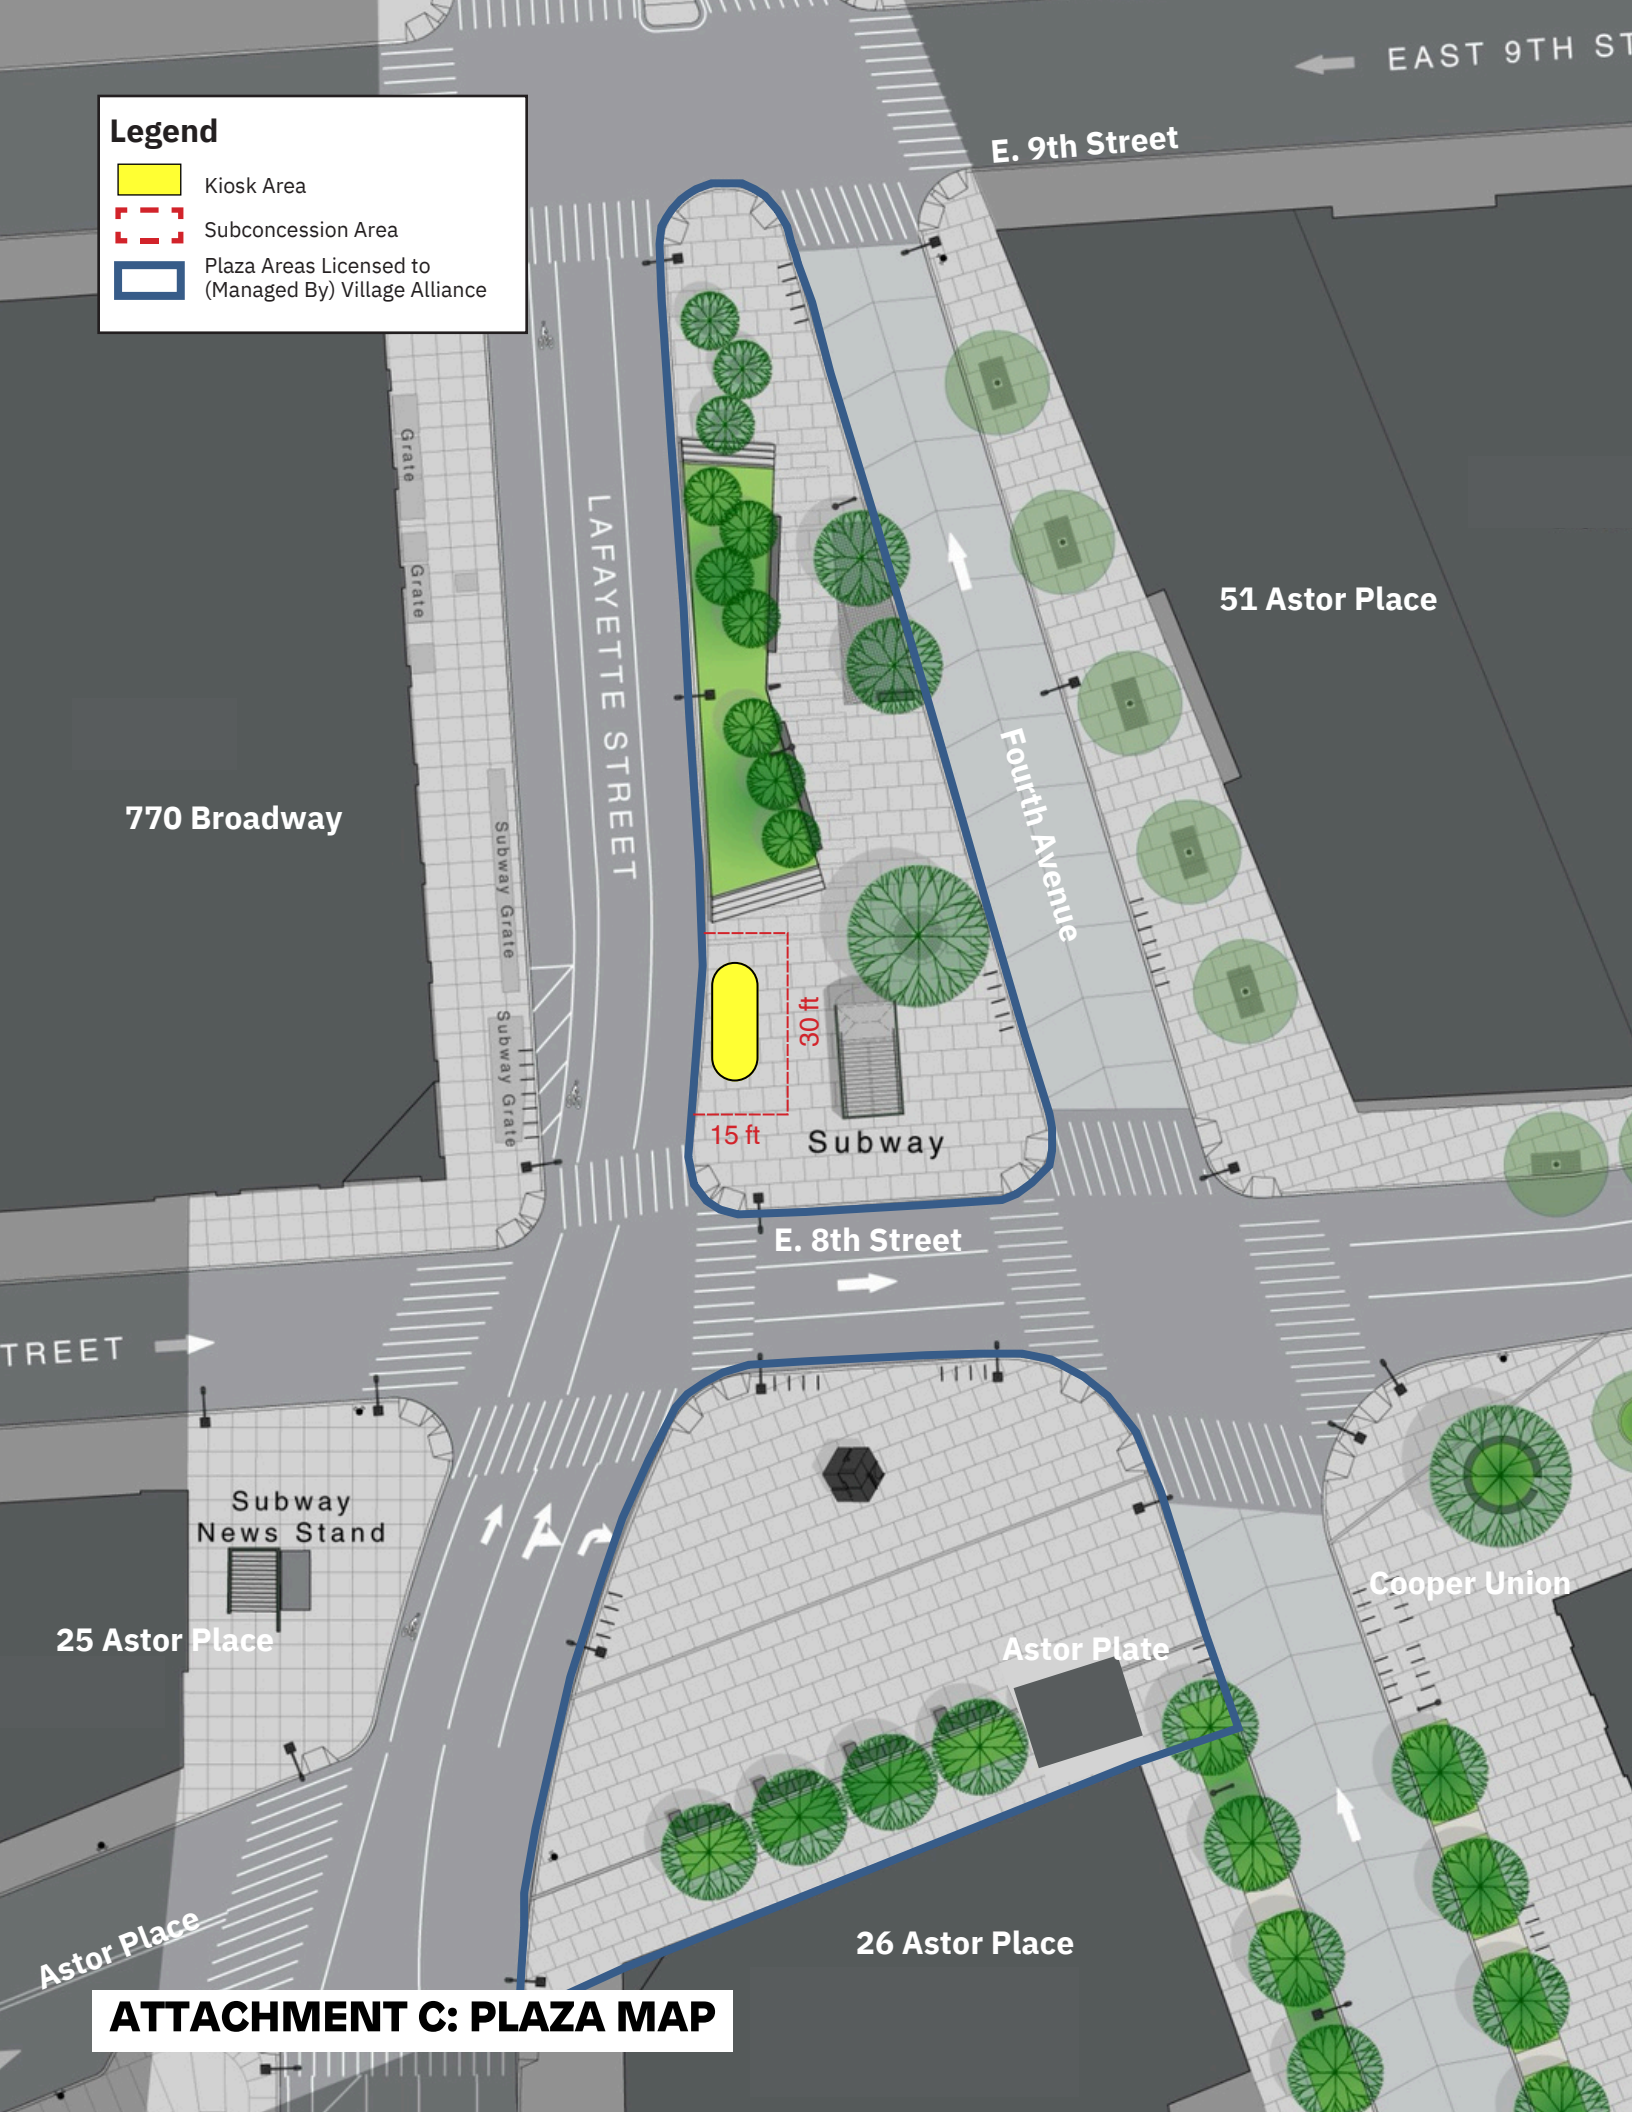 EAST 9TH ST
E. 9th Street
Legend
Kiosk Area
Subconcession Area
Plaza Areas Licensed to
(Managed By) Village Alliance
Grate
Grate
LAFAYETTE STREET
51 Astor Place
770 Broadway
Fourth Avenue
Subway Grate
Subway Grate
30 ft
15 ft
Subway
E. 8th Street
TREET
Subway
News Stand
25 Astor Place
Cooper Union
Astor Plate
Astor Place
26 Astor Place
ATTACHMENT C: PLAZA MAP